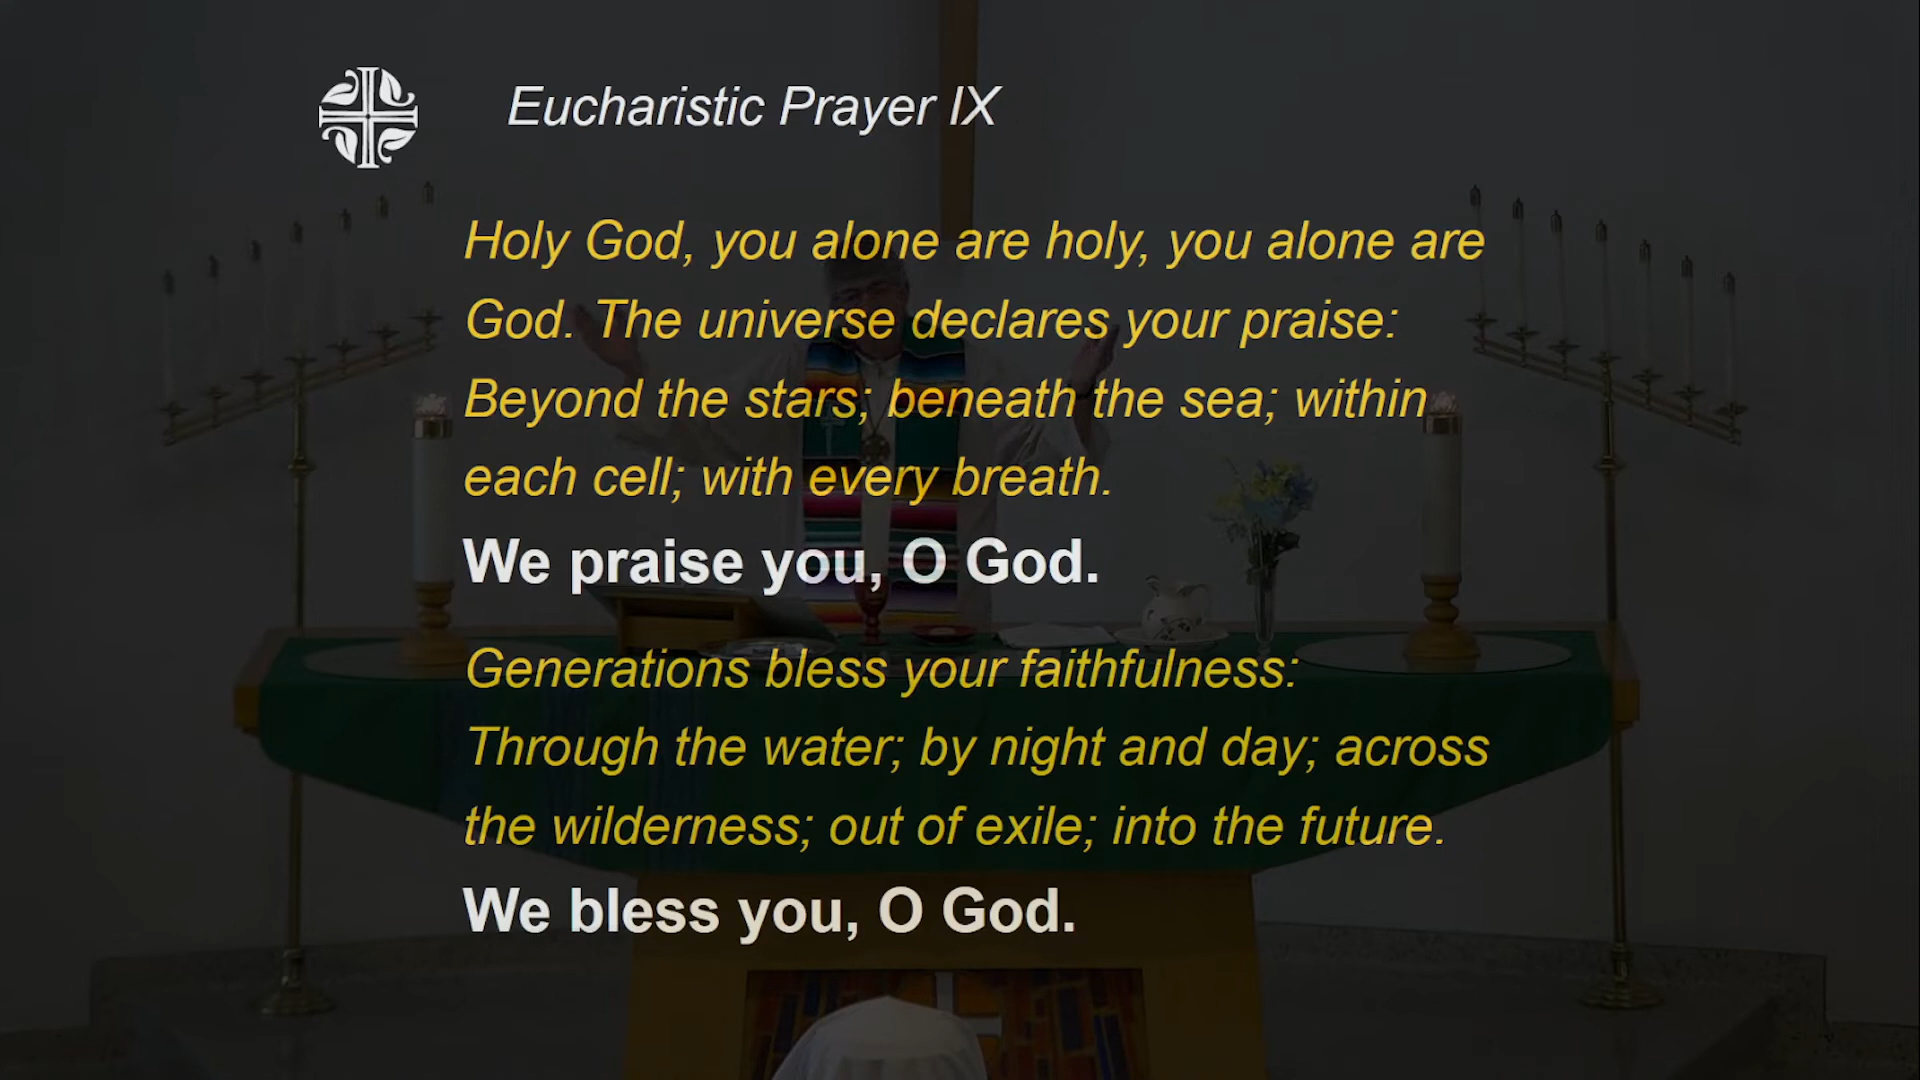 Eucharistic Prayer IX
Holy God, you alone are holy, you alone are
God. The universe declares your praise:
Beyond the stars; beneath the sea; within
each cell; with every breath.
We praise you, O God.
Generations bless your faithfulness:
Through the water; by night and day; across
the wilderness; out of exile; into the future.
We bless you, O God.